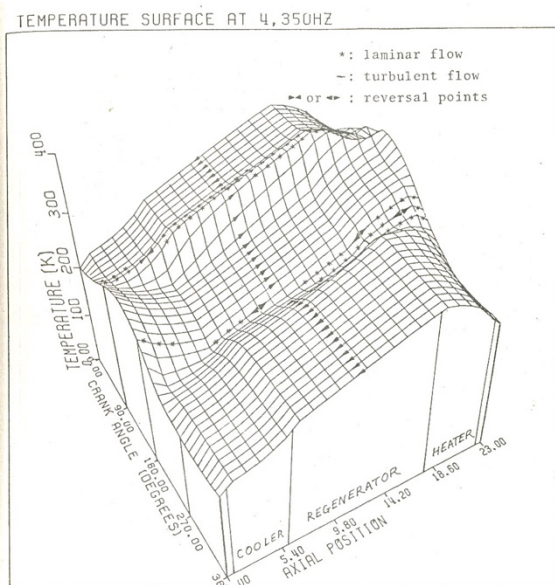 TEMPERATURE SURFACE AT 4,350HZ
*: laminar flow
~: turbulent flow
▸◂ or ◂▸ : reversal points
400
300
200
100
.00
TEMPERATURE (K)
90.00
180.00
270.00
CRANK ANGLE (DEGREES)
.00
5.40
9.80
14.20
18.60
23.00
COOLER
REGENERATOR
HEATER
AXIAL POSITION